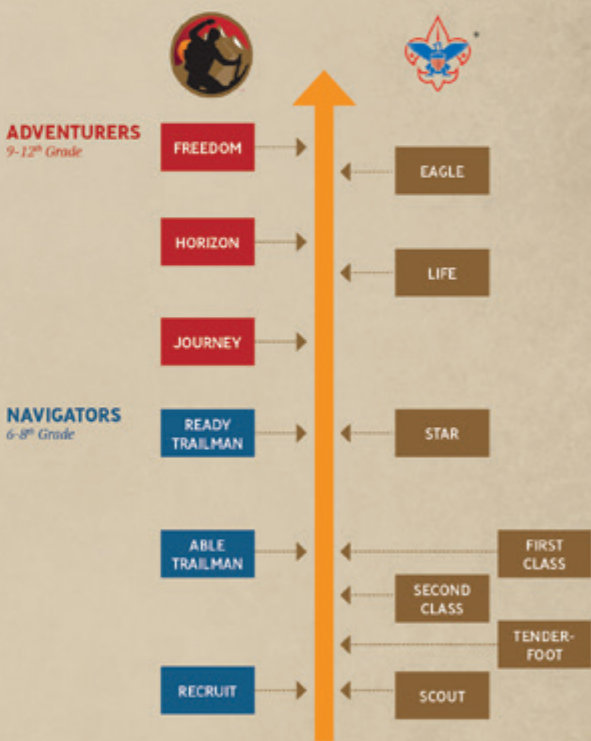 ADVENTURERS
9-12th Grade
FREEDOM
EAGLE
HORIZON
LIFE
JOURNEY
NAVIGATORS
6-8th Grade
READY
TRAILMAN
STAR
ABLE
TRAILMAN
FIRST
CLASS
SECOND
CLASS
TENDER-
FOOT
RECRUIT
SCOUT